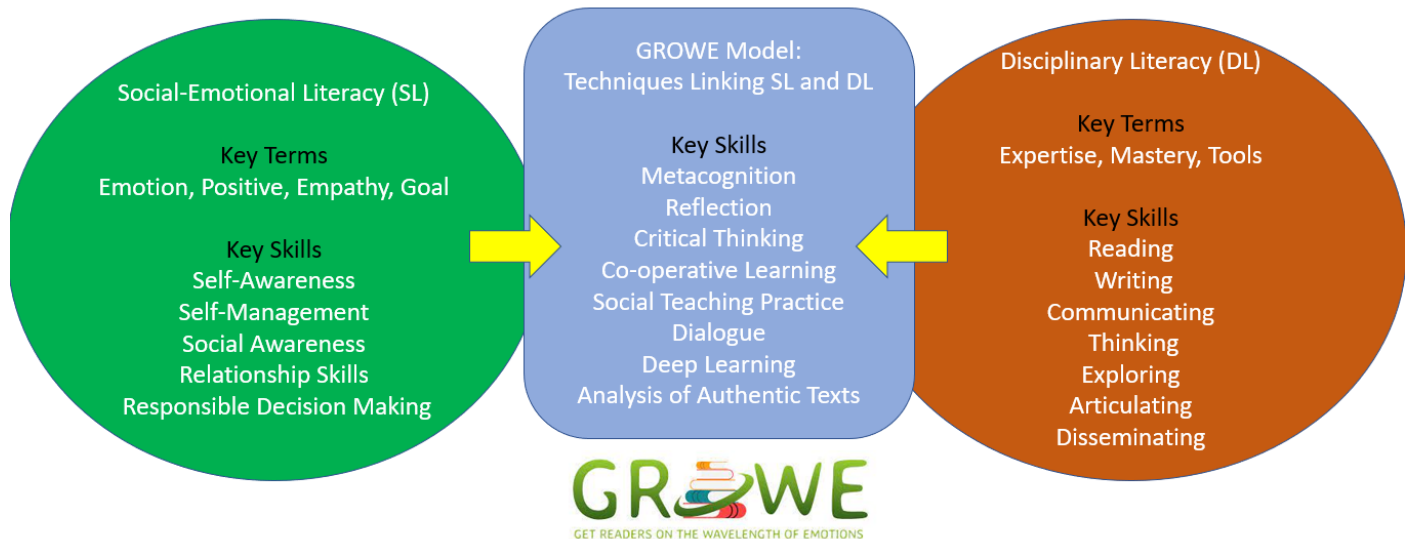 Social-Emotional Literacy (SL)
Key Terms
Emotion, Positive, Empathy, Goal
Key Skills
Self-Awareness
Self-Management
Social Awareness
Relationship Skills
Responsible Decision Making
GROWE Model:
Techniques Linking SL and DL
Key Skills
Metacognition
Reflection
Critical Thinking
Co-operative Learning
Social Teaching Practice
Dialogue
Deep Learning
Analysis of Authentic Texts
Disciplinary Literacy (DL)
Key Terms
Expertise, Mastery, Tools
Key Skills
Reading
Writing
Communicating
Thinking
Exploring
Articulating
Disseminating
GROWE
GET READERS ON THE WAVELENGTH OF EMOTIONS